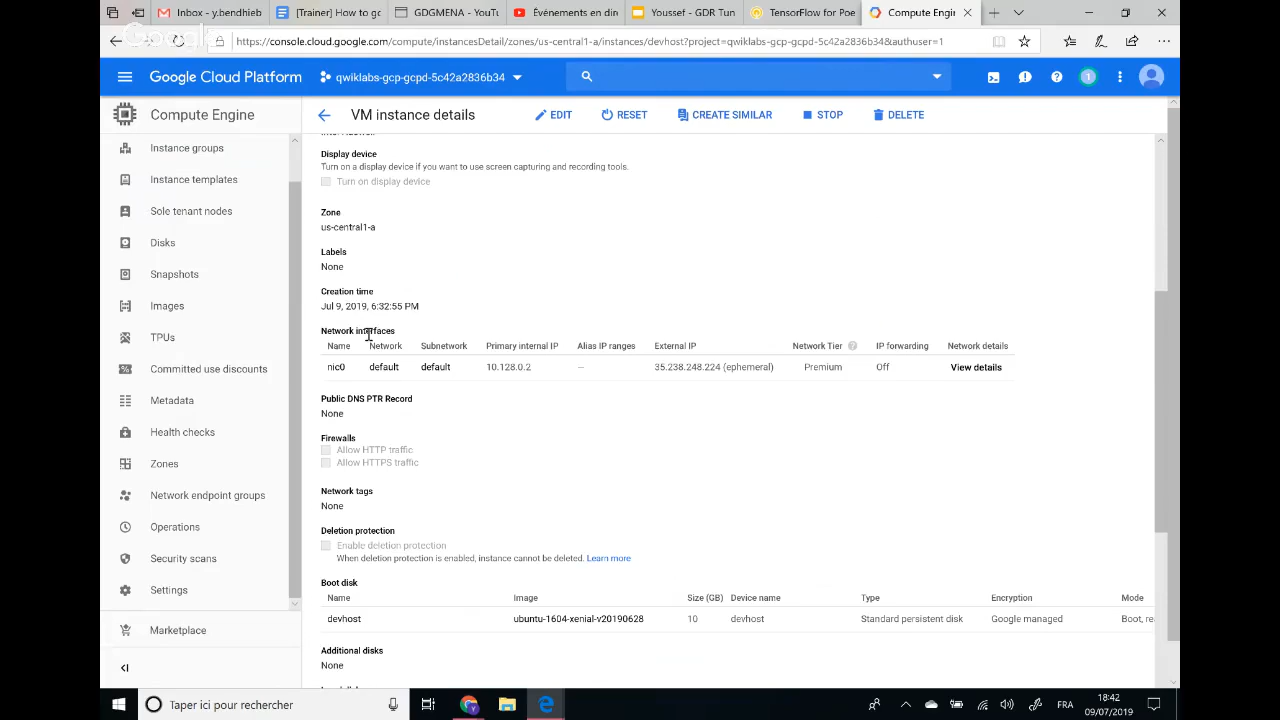 Inbox - y.bendhieb
[Trainer] How to go
GDGMENA - YouTu
Événements en dir
Youssef - GDR Tun
TensorFlow for Poe
Compute Engin
https://console.cloud.google.com/compute/instancesDetail/zones/us-central1-a/instances/devhost?project=qwiklabs-gcp-gcpd-5c42a2836b34&authuser=1
Google Cloud Platform
qwiklabs-gcp-gcpd-5c42a2836b34
1
Compute Engine
VM instance details
EDIT
RESET
CREATE SIMILAR
STOP
DELETE
Instance groups
Instance templates
Sole tenant nodes
Disks
Snapshots
Images
TPUs
Committed use discounts
Metadata
Health checks
Zones
Network endpoint groups
Operations
Security scans
Settings
Marketplace
Display device
Turn on a display device if you want to use screen capturing and recording tools.
Turn on display device
Zone
us-central1-a
Labels
None
Creation time
Jul 9, 2019, 6:32:55 PM
Network interfaces
Name Network Subnetwork Primary internal IP Alias IP ranges External IP Network Tier IP forwarding Network details
nic0 default default 10.128.0.2 — 35.238.248.224 (ephemeral) Premium Off View details
Public DNS PTR Record
None
Firewalls
Allow HTTP traffic
Allow HTTPS traffic
Network tags
None
Deletion protection
Enable deletion protection
When deletion protection is enabled, instance cannot be deleted. Learn more
Boot disk
Name Image Size (GB) Device name Type Encryption Mode
devhost ubuntu-1604-xenial-v20190628 10 devhost Standard persistent disk Google managed Boot, re
Additional disks
None
Taper ici pour rechercher
FRA
18:42
09/07/2019